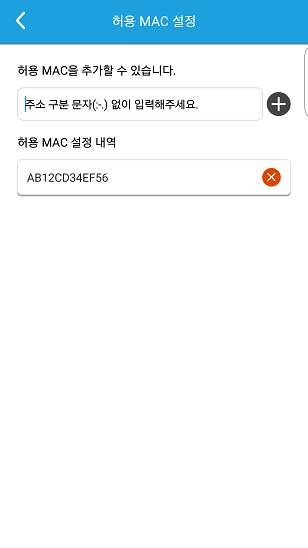 허용 MAC 설정
허용 MAC을 추가할 수 있습니다.
주소 구분 문자(:-.) 없이 입력해주세요.
허용 MAC 설정 내역
AB12CD34EF56